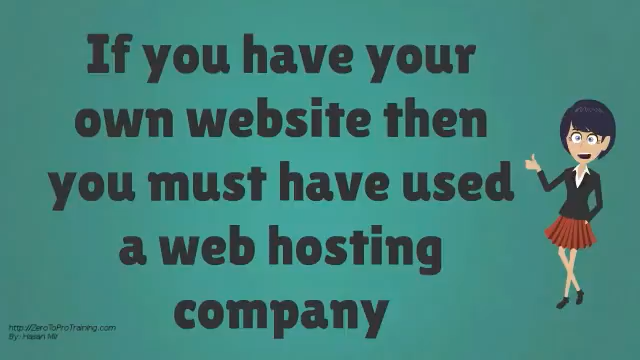 If you have your
own website then
you must have used
a web hosting
company
http://ZeroToProTraining.com
By: Hasan Mir